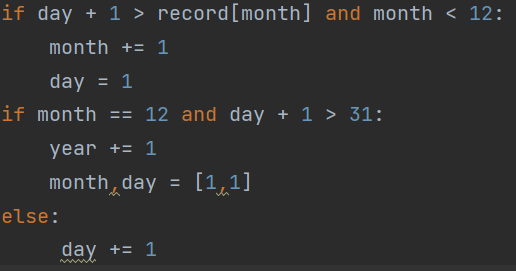 if day + 1 > record[month] and month < 12:
    month += 1
    day = 1
if month == 12 and day + 1 > 31:
    year += 1
    month,day = [1,1]
else:
     day += 1